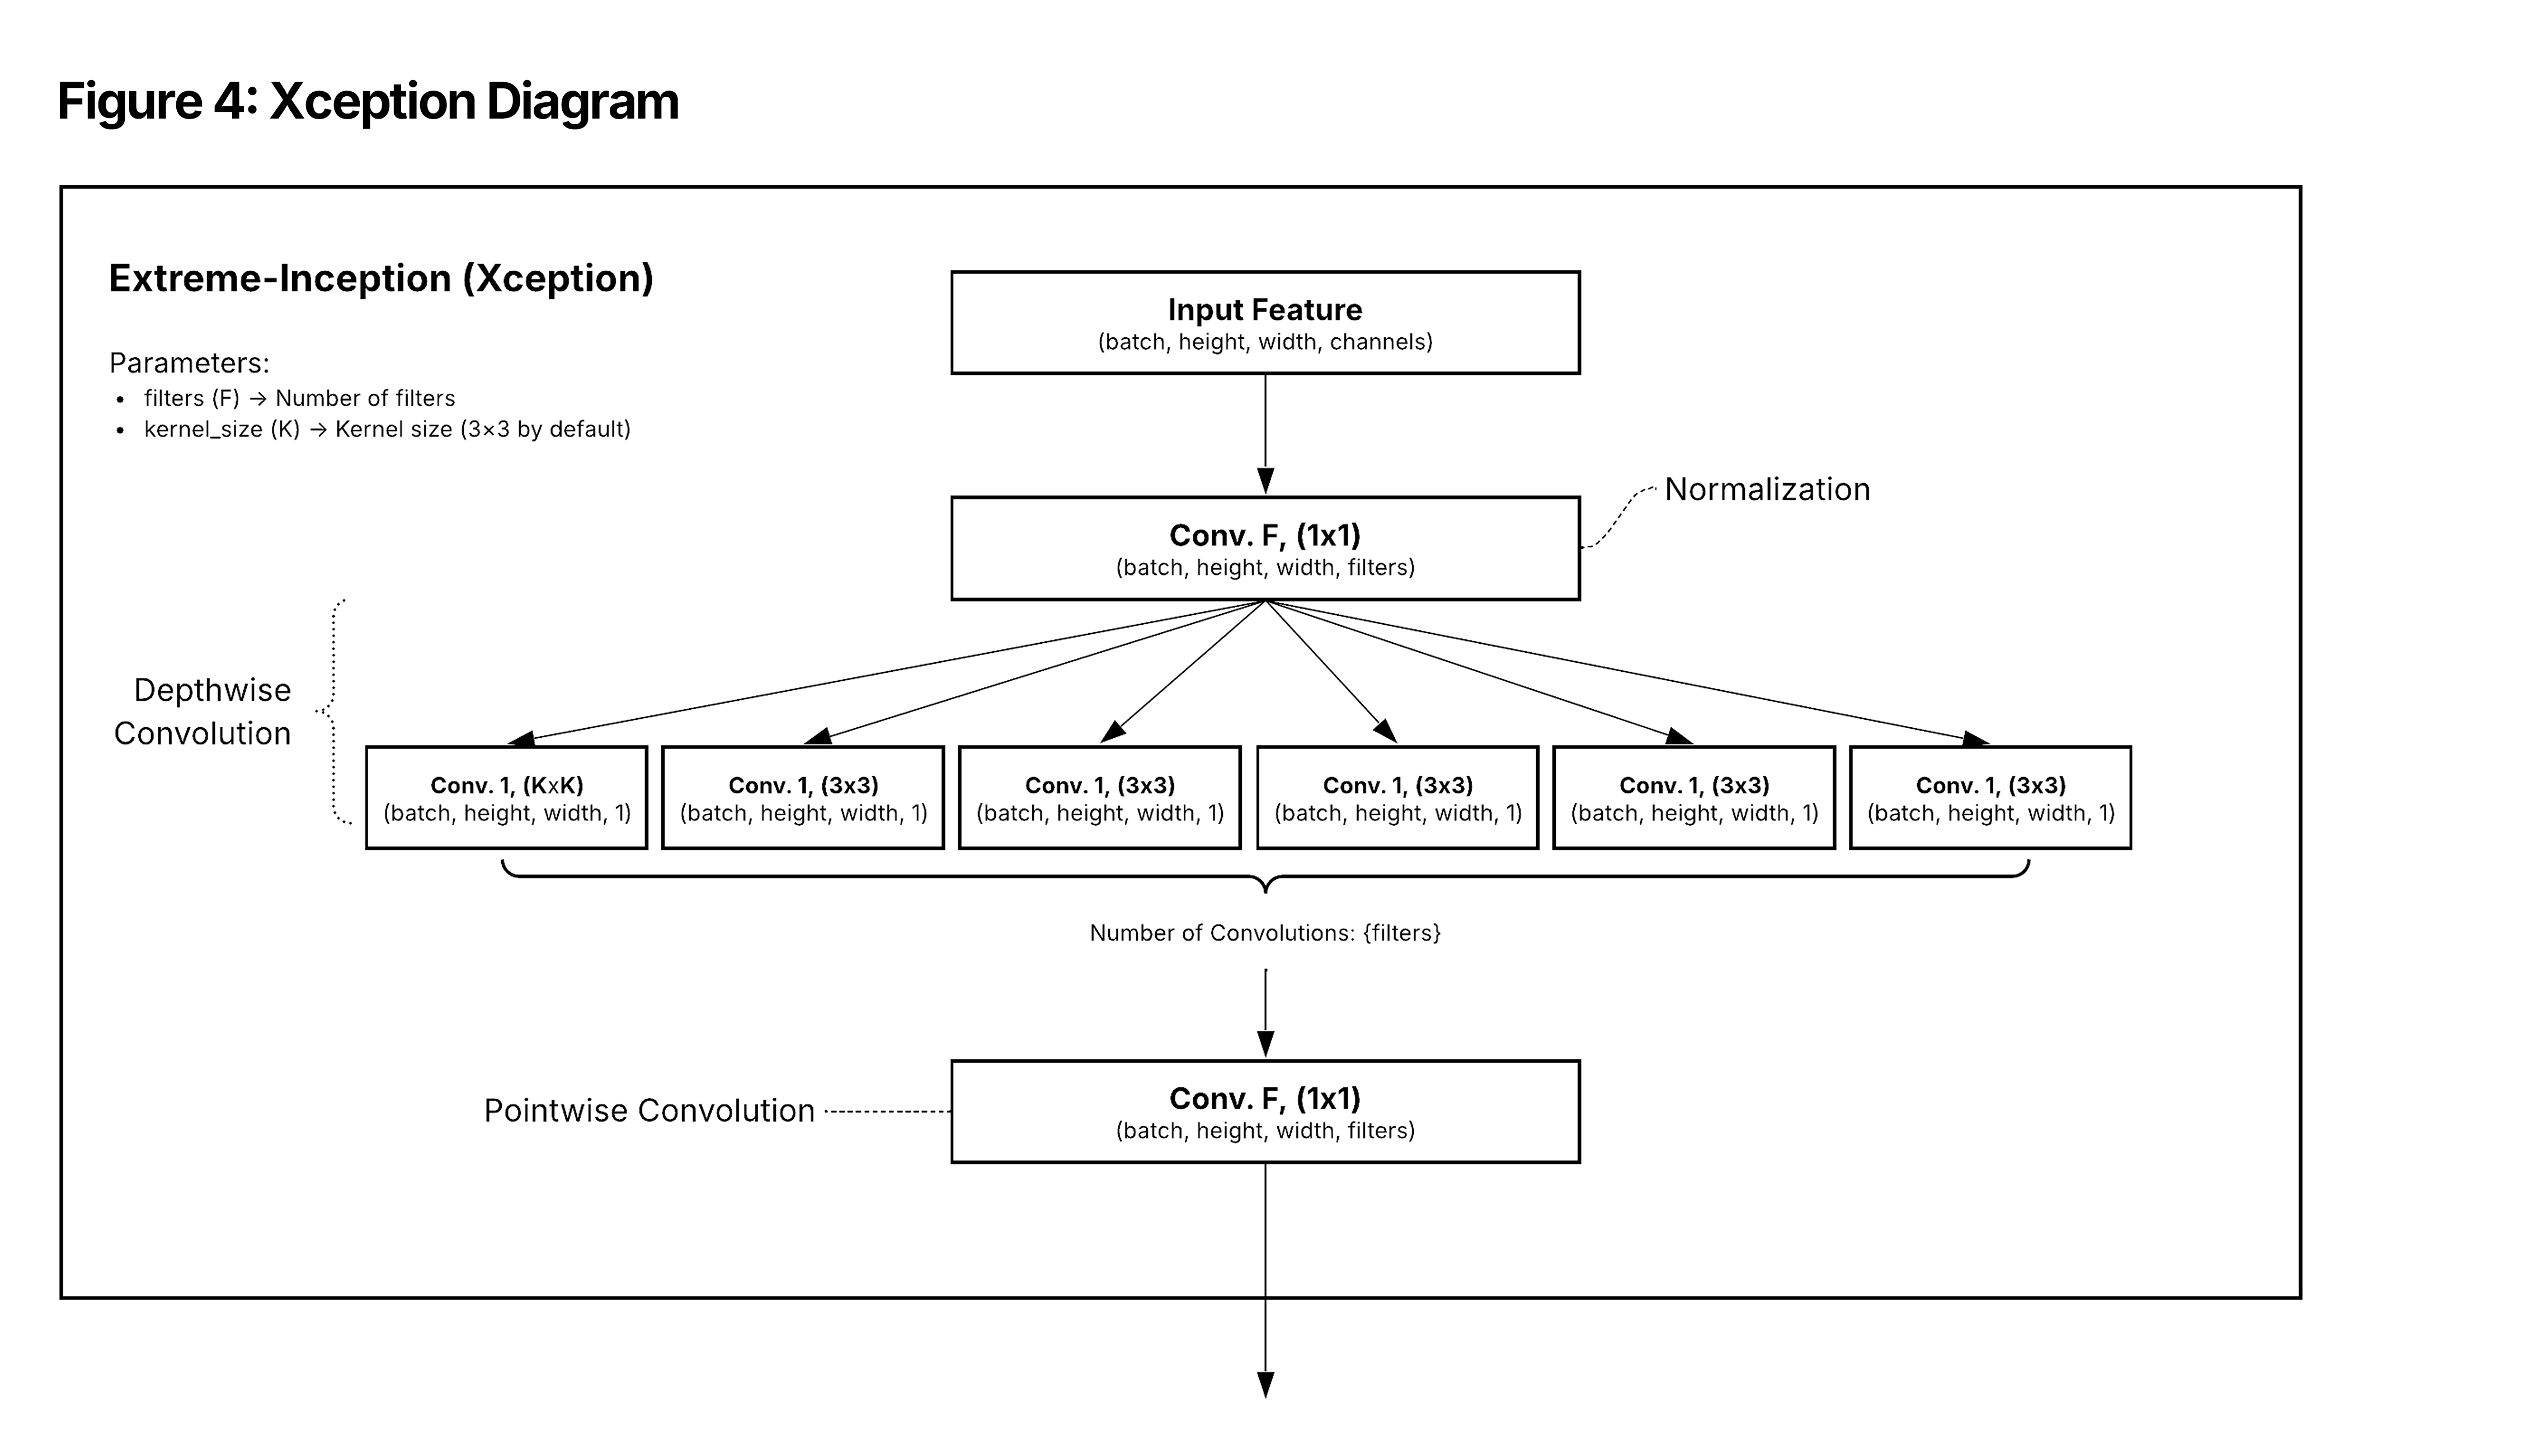 Figure 4: Xception Diagram
Extreme-Inception (Xception)
Parameters:
• filters (F) → Number of filters
• kernel_size (K) → Kernel size (3×3 by default)
Input Feature
(batch, height, width, channels)
Normalization
Conv. F, (1x1)
(batch, height, width, filters)
Depthwise
Convolution
Conv. 1, (KxK)
(batch, height, width, 1)
Conv. 1, (3x3)
(batch, height, width, 1)
Conv. 1, (3x3)
(batch, height, width, 1)
Conv. 1, (3x3)
(batch, height, width, 1)
Conv. 1, (3x3)
(batch, height, width, 1)
Conv. 1, (3x3)
(batch, height, width, 1)
Number of Convolutions: {filters}
Pointwise Convolution
Conv. F, (1x1)
(batch, height, width, filters)